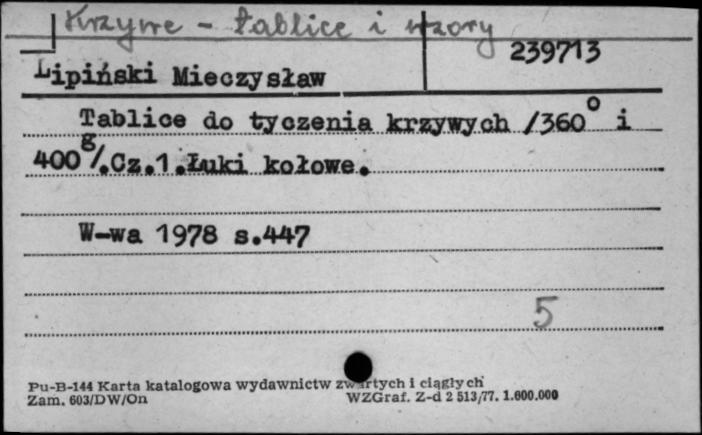 Krzywe - tablice i wzory
239713
Lipiński Mieczysław
Tablice do tyczenia krzywych /360° i
400g/.Cz.1.Łuki kołowe.
W-wa 1978 s.447
5
Pu-B-144 Karta katalogowa wydawnictw zwartych i ciągłych
Zam. 603/DW/On WZGraf. Z-d 2 513/77. 1.600.000